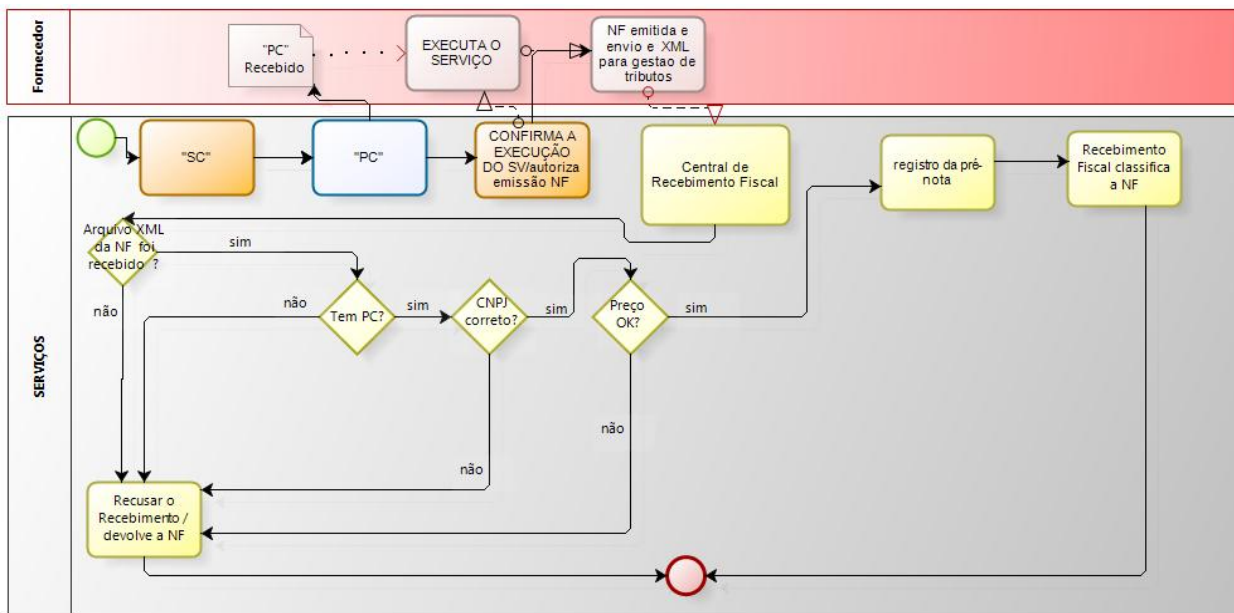 Fornecedor
"PC"
Recebido
EXECUTA O
SERVIÇO
NF emitida e
envio e XML
para gestao de
tributos
SERVIÇOS
"SC"
"PC"
CONFIRMA A
EXECUÇÃO
DO SV/autoriza
emissão NF
Central de
Recebimento Fiscal
registro da pré-
nota
Recebimento
Fiscal classifica
a NF
Arquivo XML
da NF foi
recebido ?
sim
não
Tem PC?
não
sim
CNPJ
correto?
sim
não
Preço
OK?
sim
não
Recusar o
Recebimento /
devolve a NF